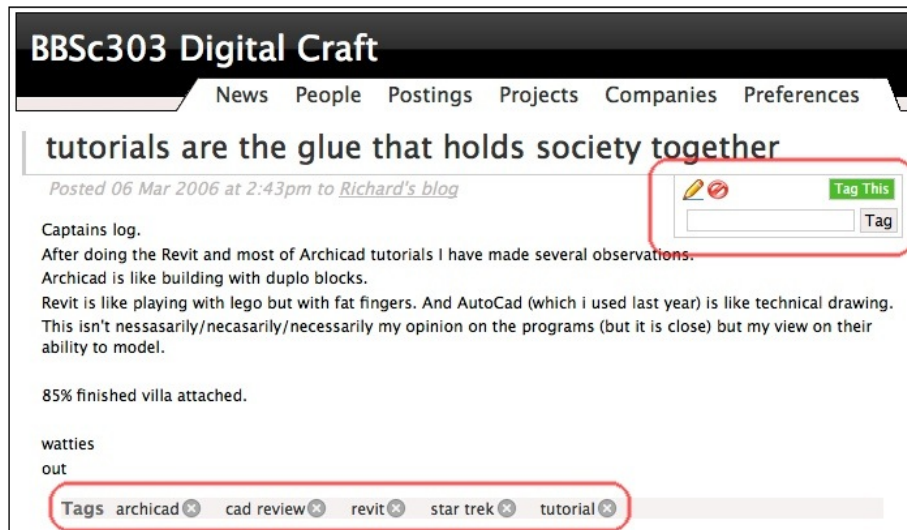 BBSc303 Digital Craft
News People Postings Projects Companies Preferences
tutorials are the glue that holds society together
Posted 06 Mar 2006 at 2:43pm to Richard's blog
Tag This
Tag
Captains log.
After doing the Revit and most of Archicad tutorials I have made several observations.
Archicad is like building with duplo blocks.
Revit is like playing with lego but with fat fingers. And AutoCad (which i used last year) is like technical drawing.
This isn't nessasarily/necasarily/necessarily my opinion on the programs (but it is close) but my view on their
ability to model.
85% finished villa attached.
watties
out
Tags archicad cad review revit star trek tutorial